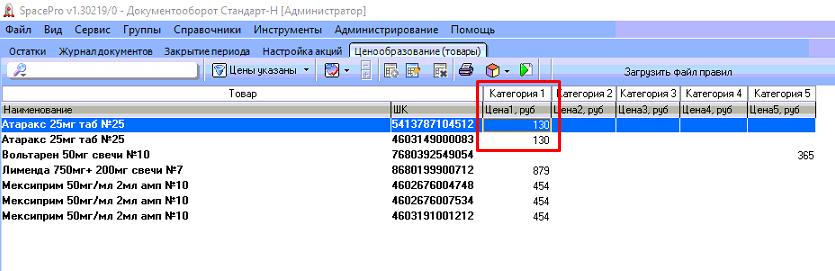 SpacePro v1.30219/0 - Документооборот Стандарт-Н [Администратор]
Файл Вид Сервис Группы Справочники Инструменты Администрирование Помощь
Остатки Журнал документов Закрытие периода Настройка акций Ценообразование (товары)
Цены указаны Загрузить файл правил
Товар Категория 1 Категория 2 Категория 3 Категория 4 Категория 5
Наименование ШК Цена1, руб Цена2, руб Цена3, руб Цена4, руб Цена5, руб
Атаракс 25мг таб №25 5413787104512 130
Атаракс 25мг таб №25 4603149000083 130
Вольтарен 50мг свечи №10 7680392549054 365
Лименда 750мг+ 200мг свечи №7 8680199900712 879
Мексиприм 50мг/мл 2мл амп №10 4602676004748 454
Мексиприм 50мг/мл 2мл амп №10 4602676007534 454
Мексиприм 50мг/мл 2мл амп №10 4603191001212 454